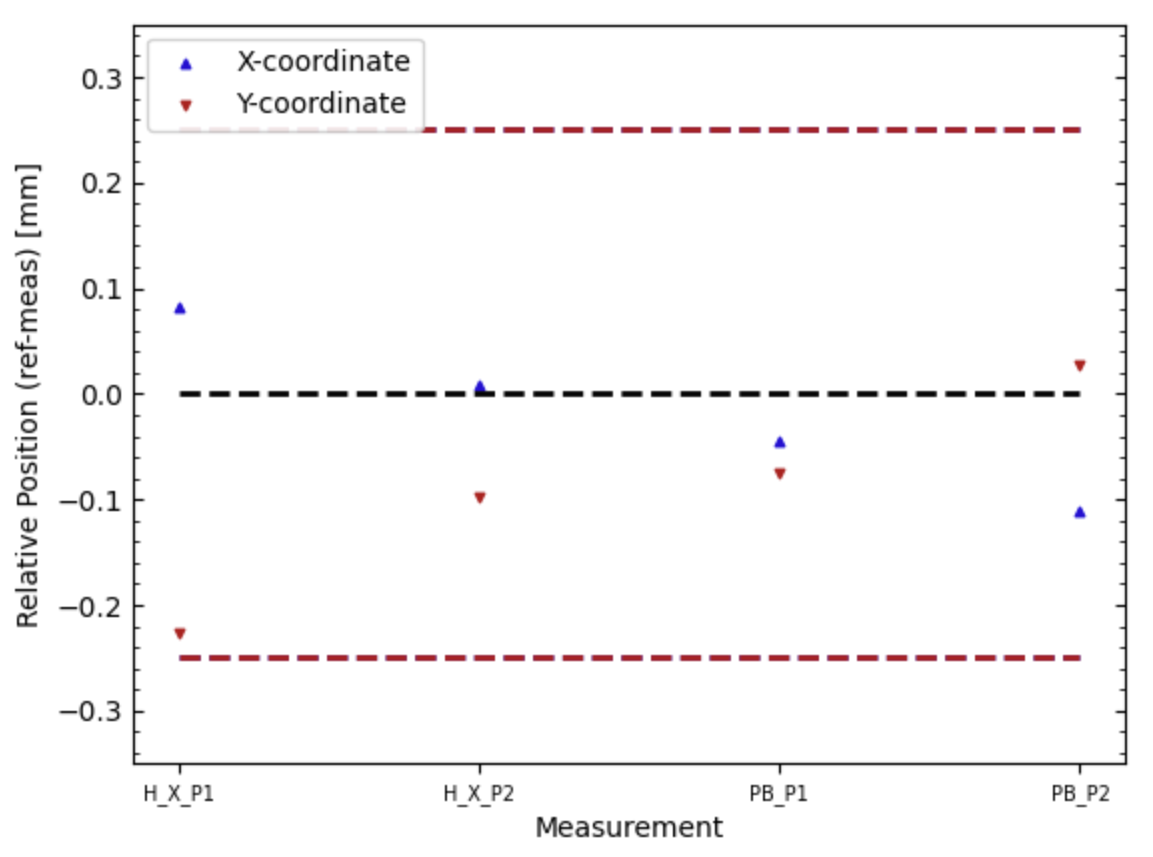 X-coordinate
Y-coordinate
0.3
0.2
0.1
0.0
−0.1
−0.2
−0.3
Relative Position (ref-meas) [mm]
H_X_P1 H_X_P2 PB_P1 PB_P2
Measurement